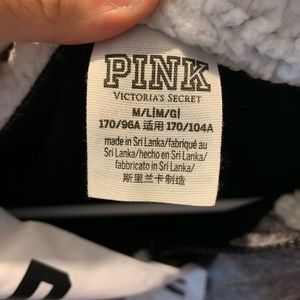 PINK
VICTORIA'S SECRET
M/L|M/G|
170/96A 适用 170/104A
made in Sri Lanka/fabriqué au
Sri Lanka/hecho en Sri Lanka/
fabbricato in Sri Lanka/
斯里兰卡制造